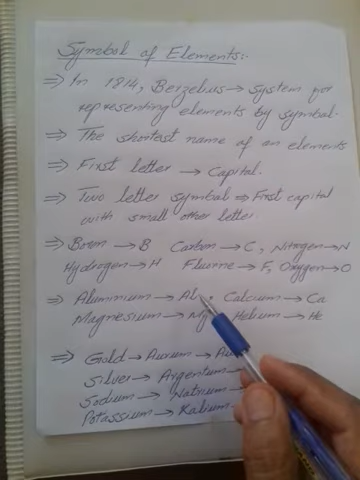 Symbol of Elements:-
⇒ In 1814, Berzelius → system for
representing elements by symbol.
⇒ The shortest name of an elements
⇒ First letter → Capital.
⇒ Two letter symbol ⇒ First capital
with small other letter.
⇒ Boron → B Carbon → C, Nitrogen → N
Hydrogen → H Fluorine → F, Oxygen → O
⇒ Aluminium → Al, Calcium → Ca
Magnesium → Mg Helium → He
⇒ Gold → Aurum → Au
Silver → Argentum →
Sodium → Natrium →
Potassium → Kalium →